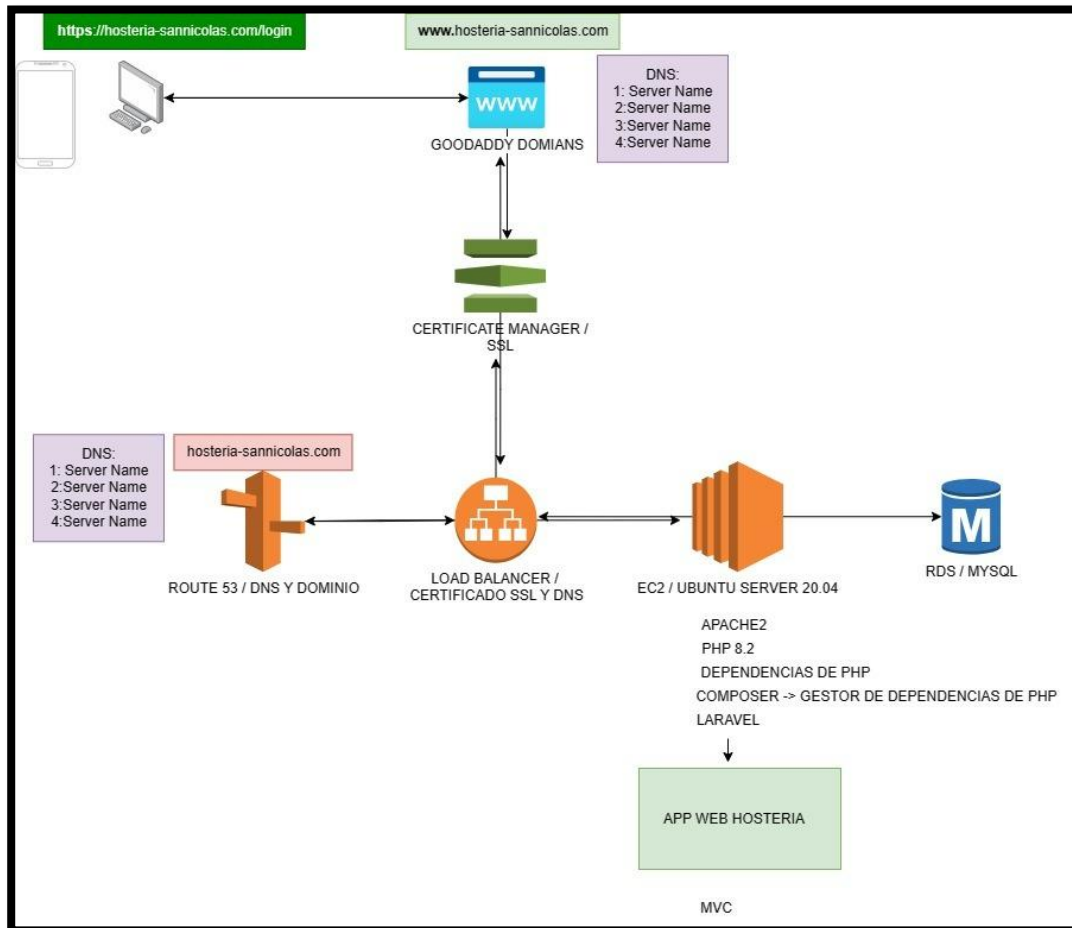 https://hosteria-sannicolas.com/login
www.hosteria-sannicolas.com
WWW
GOODADDY DOMIANS
DNS:
1: Server Name
2:Server Name
3:Server Name
4:Server Name
CERTIFICATE MANAGER /
SSL
DNS:
1: Server Name
2:Server Name
3:Server Name
4:Server Name
hosteria-sannicolas.com
ROUTE 53 / DNS Y DOMINIO
LOAD BALANCER /
CERTIFICADO SSL Y DNS
EC2 / UBUNTU SERVER 20.04
M
RDS / MYSQL
APACHE2
PHP 8.2
DEPENDENCIAS DE PHP
COMPOSER -> GESTOR DE DEPENDENCIAS DE PHP
LARAVEL
APP WEB HOSTERIA
MVC